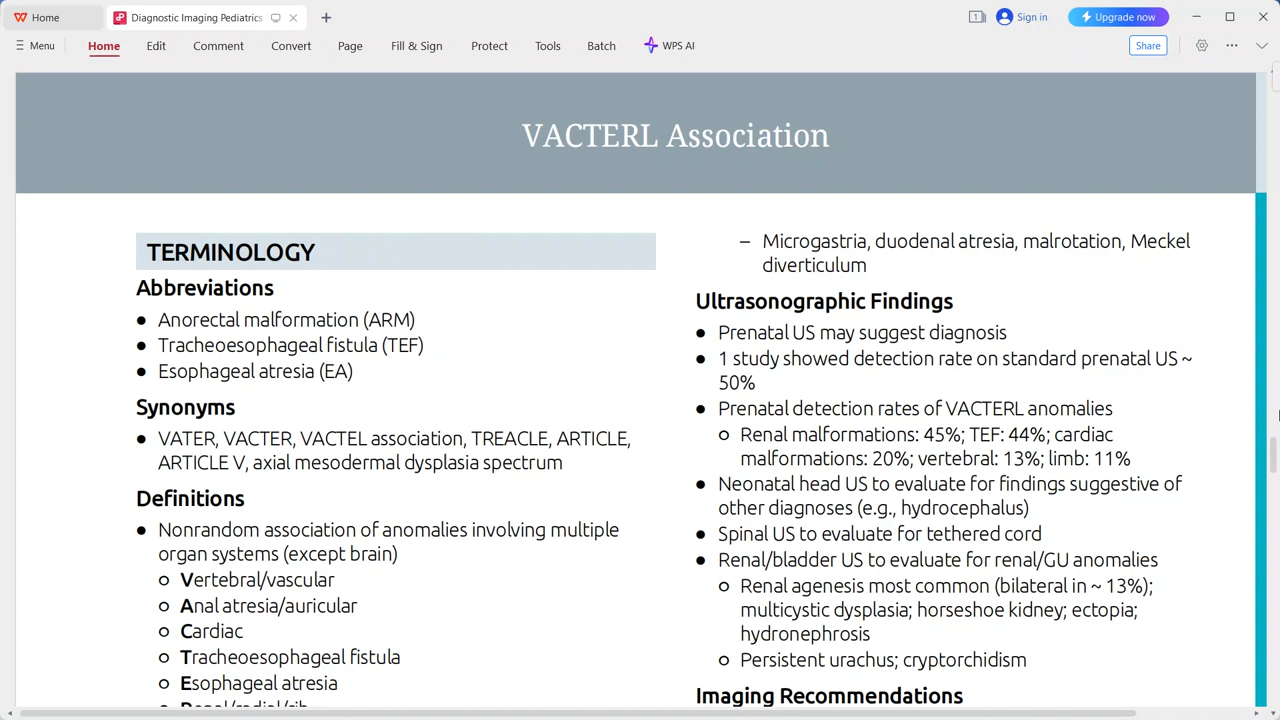 Home
Diagnostic Imaging Pediatrics
1
Sign in
Upgrade now
Menu
Home
Edit
Comment
Convert
Page
Fill & Sign
Protect
Tools
Batch
WPS AI
Share
VACTERL Association
TERMINOLOGY
Abbreviations
● Anorectal malformation (ARM)
● Tracheoesophageal fistula (TEF)
● Esophageal atresia (EA)
Synonyms
● VATER, VACTER, VACTEL association, TREACLE, ARTICLE,
ARTICLE V, axial mesodermal dysplasia spectrum
Definitions
● Nonrandom association of anomalies involving multiple
organ systems (except brain)
○ Vertebral/vascular
○ Anal atresia/auricular
○ Cardiac
○ Tracheoesophageal fistula
○ Esophageal atresia
○ Renal/radial/rib
– Microgastria, duodenal atresia, malrotation, Meckel
diverticulum
Ultrasonographic Findings
● Prenatal US may suggest diagnosis
● 1 study showed detection rate on standard prenatal US ~
50%
● Prenatal detection rates of VACTERL anomalies
○ Renal malformations: 45%; TEF: 44%; cardiac
malformations: 20%; vertebral: 13%; limb: 11%
● Neonatal head US to evaluate for findings suggestive of
other diagnoses (e.g., hydrocephalus)
● Spinal US to evaluate for tethered cord
● Renal/bladder US to evaluate for renal/GU anomalies
○ Renal agenesis most common (bilateral in ~ 13%);
multicystic dysplasia; horseshoe kidney; ectopia;
hydronephrosis
○ Persistent urachus; cryptorchidism
Imaging Recommendations